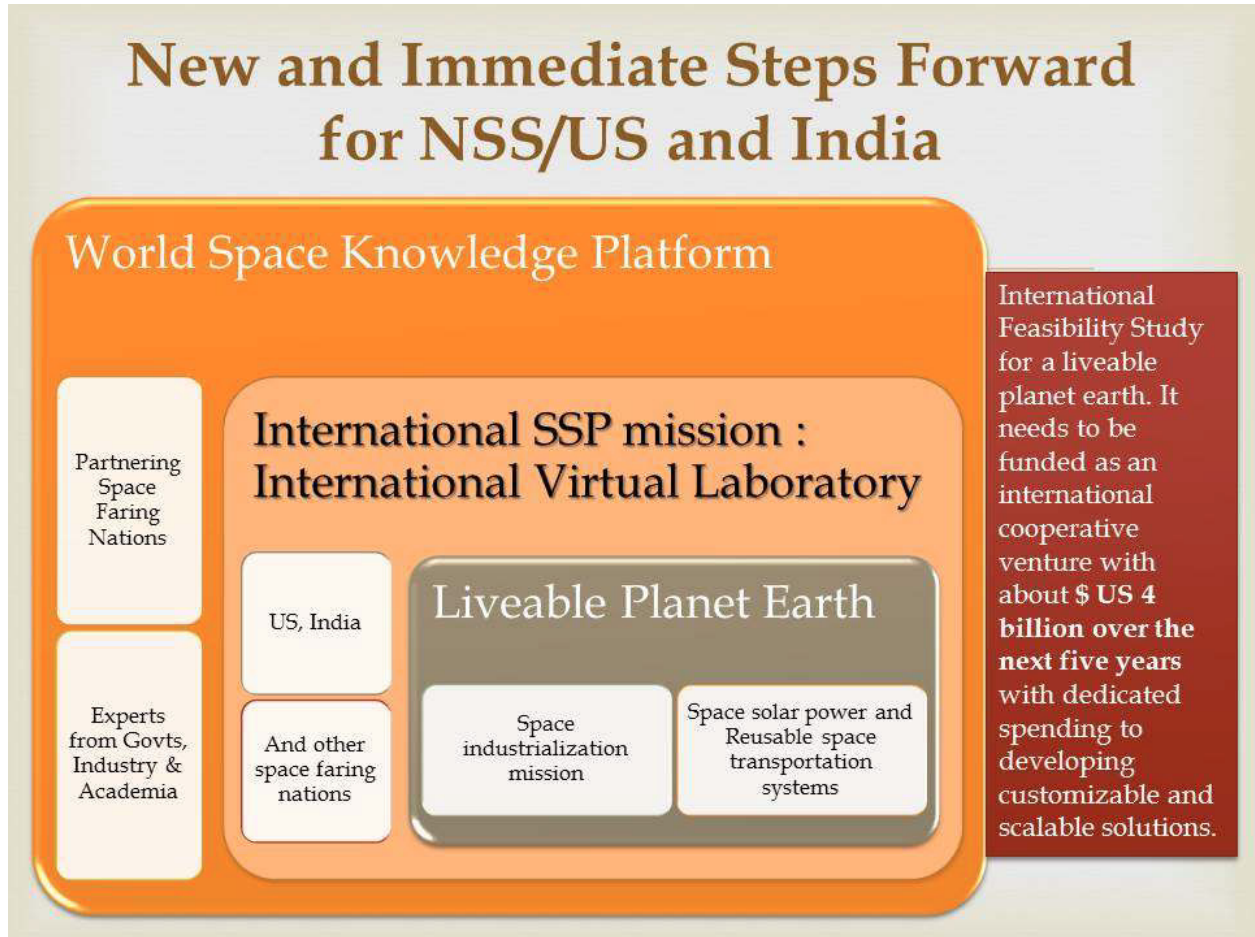 New and Immediate Steps Forward
for NSS/US and India
World Space Knowledge Platform
Partnering
Space
Faring
Nations
Experts
from Govts,
Industry &
Academia
International SSP mission :
International Virtual Laboratory
US, India
And other
space faring
nations
Liveable Planet Earth
Space
industrialization
mission
Space solar power and
Reusable space
transportation
systems
International
Feasibility Study
for a liveable
planet earth. It
needs to be
funded as an
international
cooperative
venture with
about $ US 4
billion over the
next five years
with dedicated
spending to
developing
customizable and
scalable solutions.